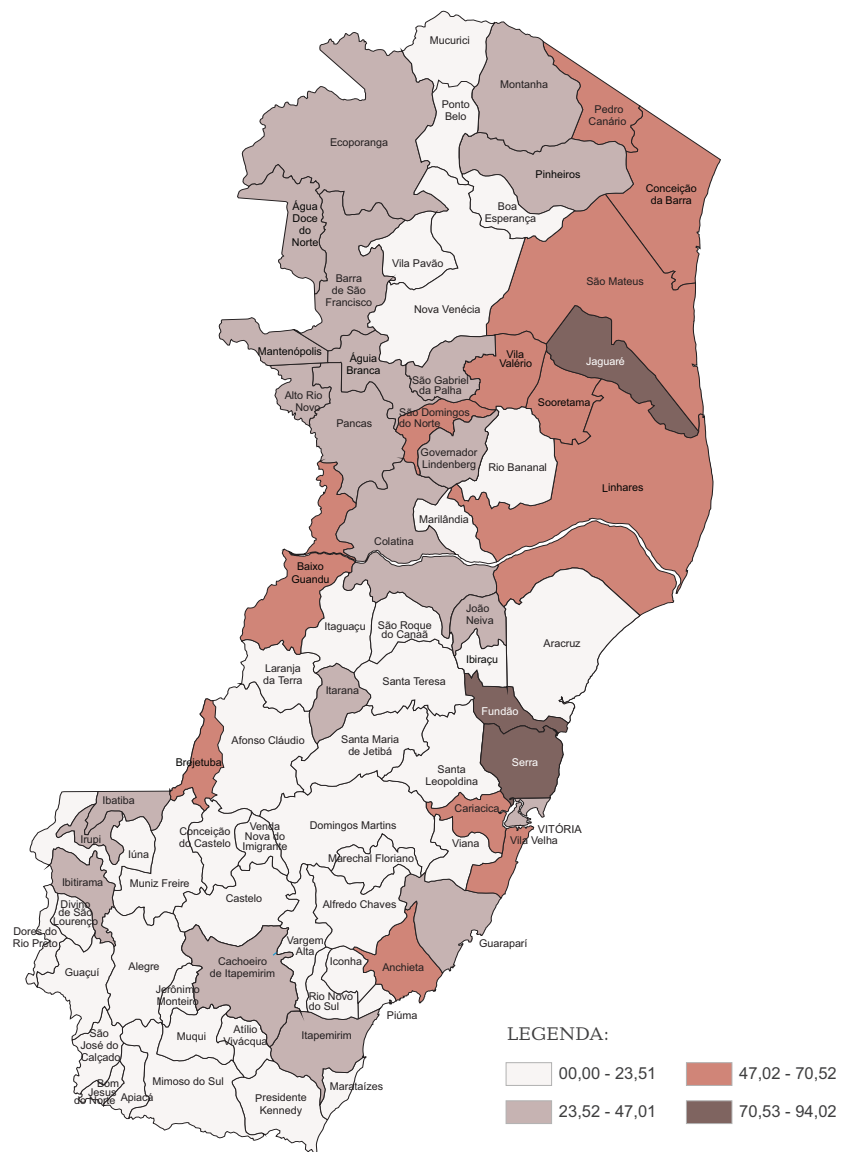 Mucurici
Montanha
Ponto
Belo
Pedro
Canário
Ecoporanga
Pinheiros
Conceição
da Barra
Água
Doce
do
Norte
Boa
Esperança
Vila Pavão
Barra
de São
Francisco
São Mateus
Nova Venécia
Mantenópolis
Águia
Branca
Vila
Valério
Jaguaré
São Gabriel
da Palha
Alto Rio
Novo
Sooretama
São Domingos
do Norte
Pancas
Governador
Lindenberg
Rio Bananal
Linhares
Marilândia
Colatina
Baixo
Guandu
João
Neiva
Itaguaçu
São Roque
do Canaã
Aracruz
Ibiraçu
Laranja
da Terra
Santa Teresa
Itarana
Fundão
Afonso Cláudio
Santa Maria
de Jetibá
Serra
Brejetuba
Santa
Leopoldina
Ibatiba
Cariacica
VITÓRIA
Vila Velha
Viana
Irupi
Iúna
Conceição
do Castelo
Venda
Nova do
Imigrante
Domingos Martins
Marechal Floriano
Ibitirama
Muniz Freire
Castelo
Alfredo Chaves
Divino
de São
Lourenço
Dores do
Rio Preto
Guaraparí
Vargem
Alta
Iconha
Anchieta
Cachoeiro
de Itapemirim
Guaçuí
Alegre
Jerônimo
Monteiro
Rio Novo
do Sul
Piúma
São
José do
Calçado
Muqui
Atílio
Vivácqua
Itapemirim
Bom
Jesus
do Norte
Apiacá
Mimoso do Sul
Presidente
Kennedy
Marataízes
LEGENDA:
00,00 - 23,51
47,02 - 70,52
23,52 - 47,01
70,53 - 94,02